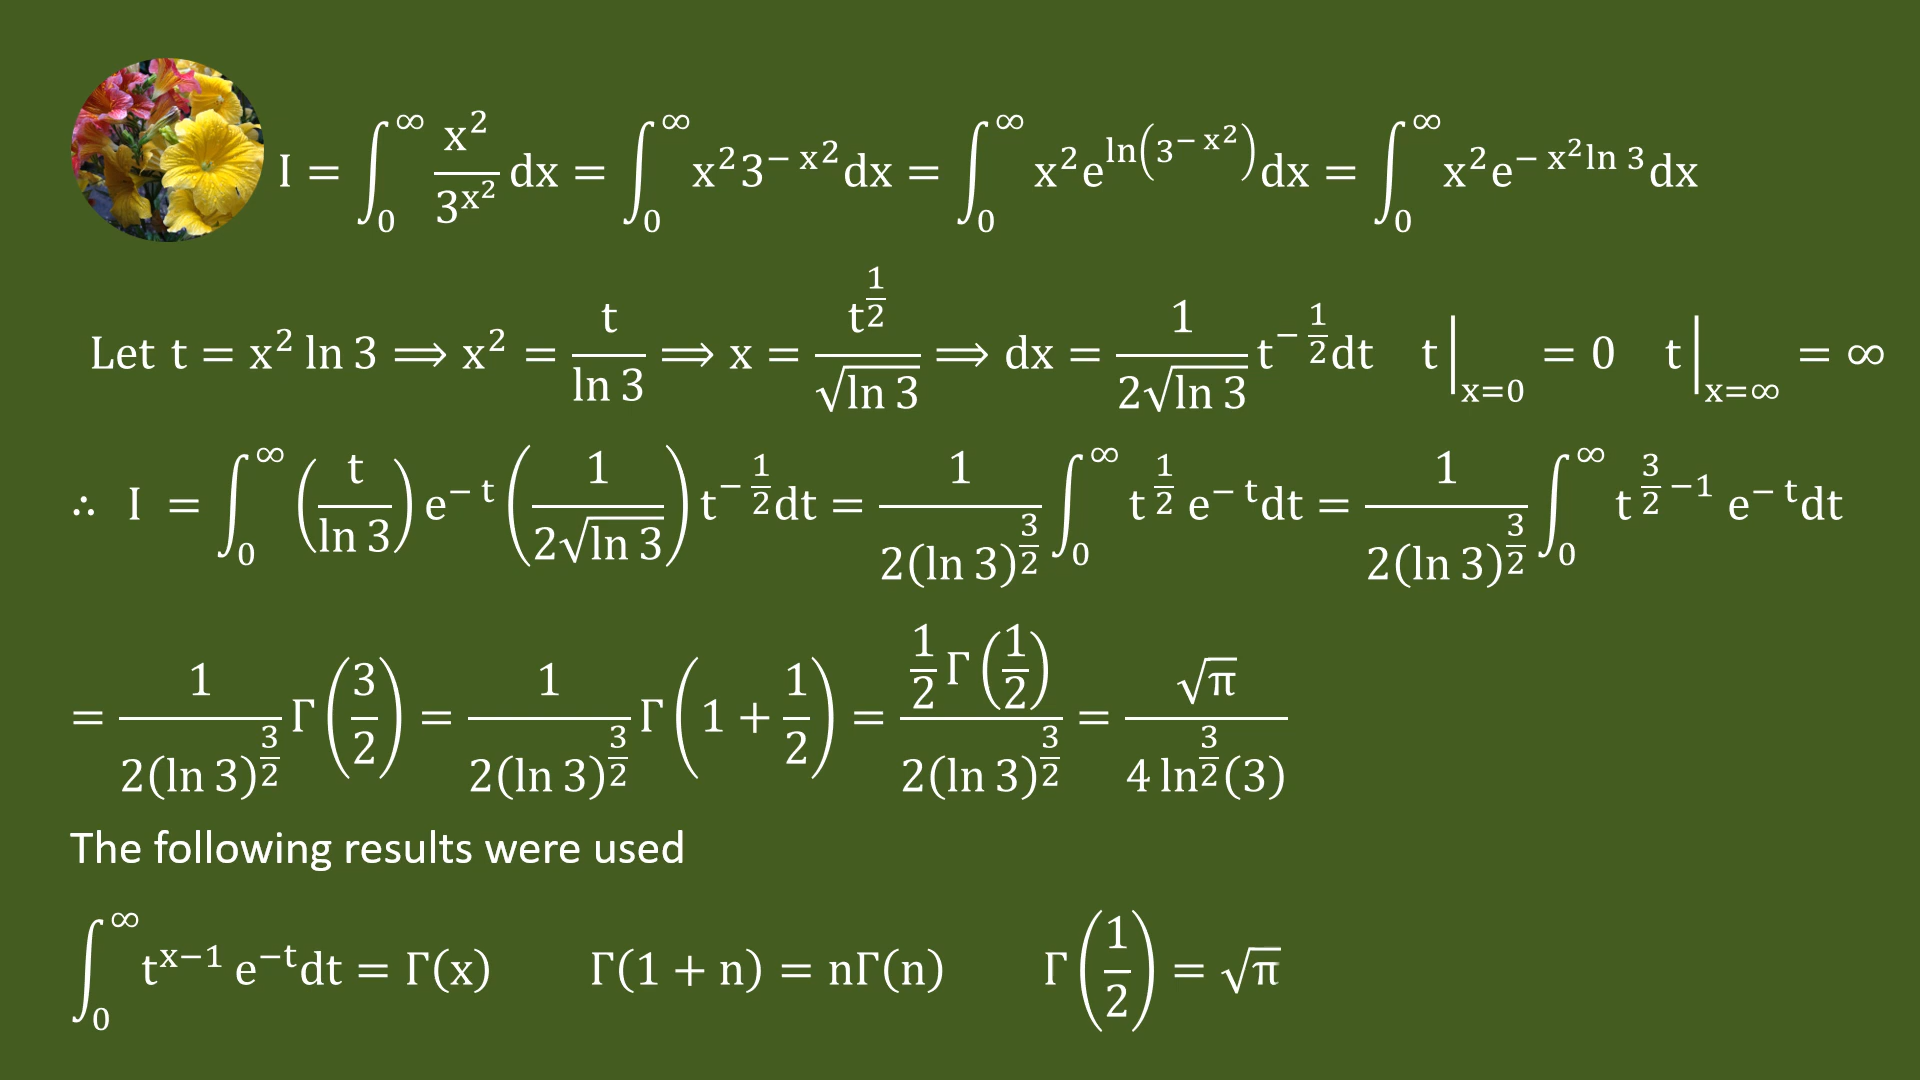 I = ∫₀^∞ x²/3^(x²) dx = ∫₀^∞ x²3^(− x²)dx = ∫₀^∞ x²e^(ln(3^(− x²)))dx = ∫₀^∞ x²e^(− x²ln 3)dx
Let t = x² ln 3 ⟹ x² = t/ln 3 ⟹ x = t^(1/2)/√(ln 3) ⟹ dx = 1/(2√(ln 3)) t^(− 1/2)dt t|ₓ₌₀ = 0 t|_(x=∞) = ∞
∴ I = ∫₀^∞ (t/ln 3) e^(− t) (1/(2√(ln 3))) t^(− 1/2)dt = 1/(2(ln 3)^(3/2)) ∫₀^∞ t^(1/2) e^(− t)dt = 1/(2(ln 3)^(3/2)) ∫₀^∞ t^(3/2 −1) e^(− t)dt
= 1/(2(ln 3)^(3/2)) Γ(3/2) = 1/(2(ln 3)^(3/2)) Γ(1 + 1/2) = (1/2 Γ(1/2))/(2(ln 3)^(3/2)) = √π/(4 ln^(3/2)(3))
The following results were used
∫₀^∞ t^(x−1) e^(−t)dt = Γ(x) Γ(1 + n) = nΓ(n) Γ(1/2) = √π